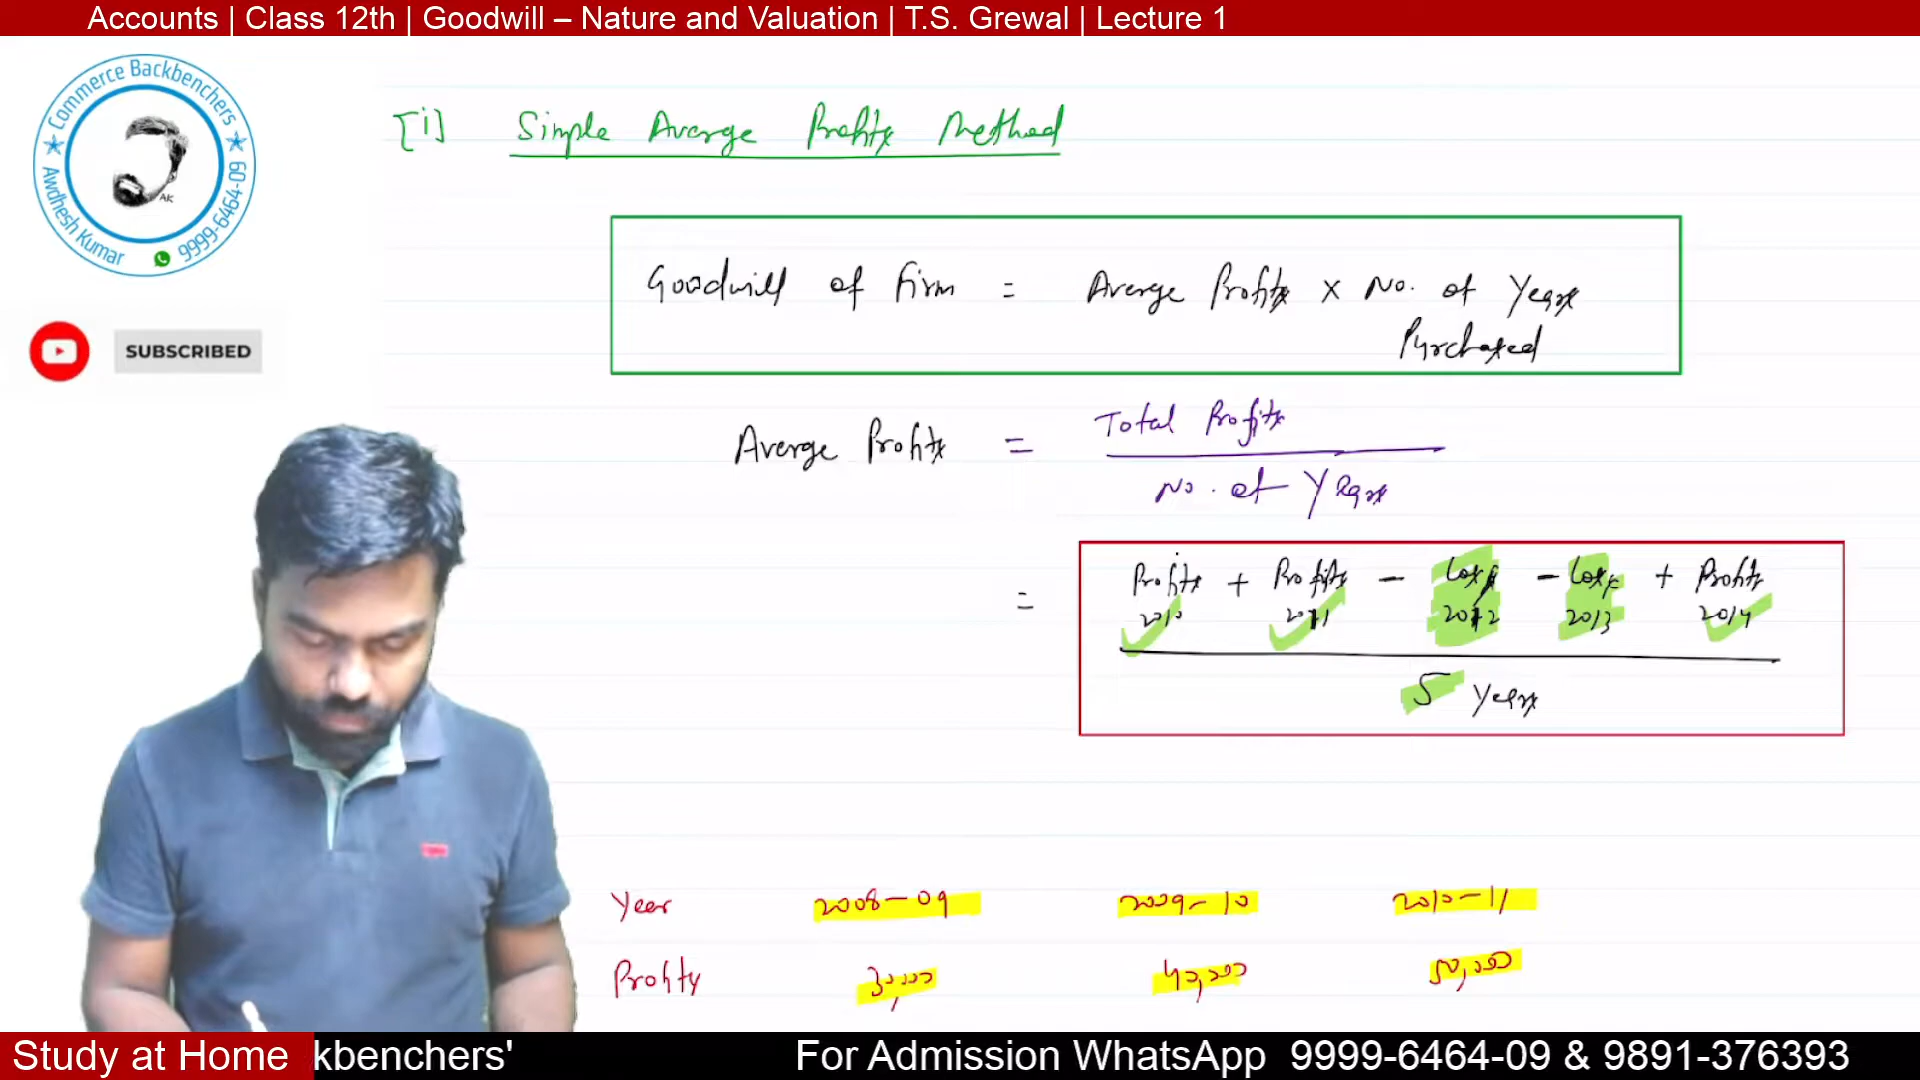 Accounts | Class 12th | Goodwill – Nature and Valuation | T.S. Grewal | Lecture 1
Commerce Backbenchers
Awdhesh Kumar 9999-6464-09
AK
SUBSCRIBED
[i] Simple Average Profits Method
Goodwill of Firm = Average Profits × No. of Years
Purchased
Average Profits = Total Profits
No. of Years
= Profits + Profits - Loss - Loss + Profits
2010 2011 2012 2013 2014
5 Years
Year 2008-09 2009-10 2010-11
Profits 30,000 40,000 50,000
Study at Home kbenchers' For Admission WhatsApp 9999-6464-09 & 9891-376393